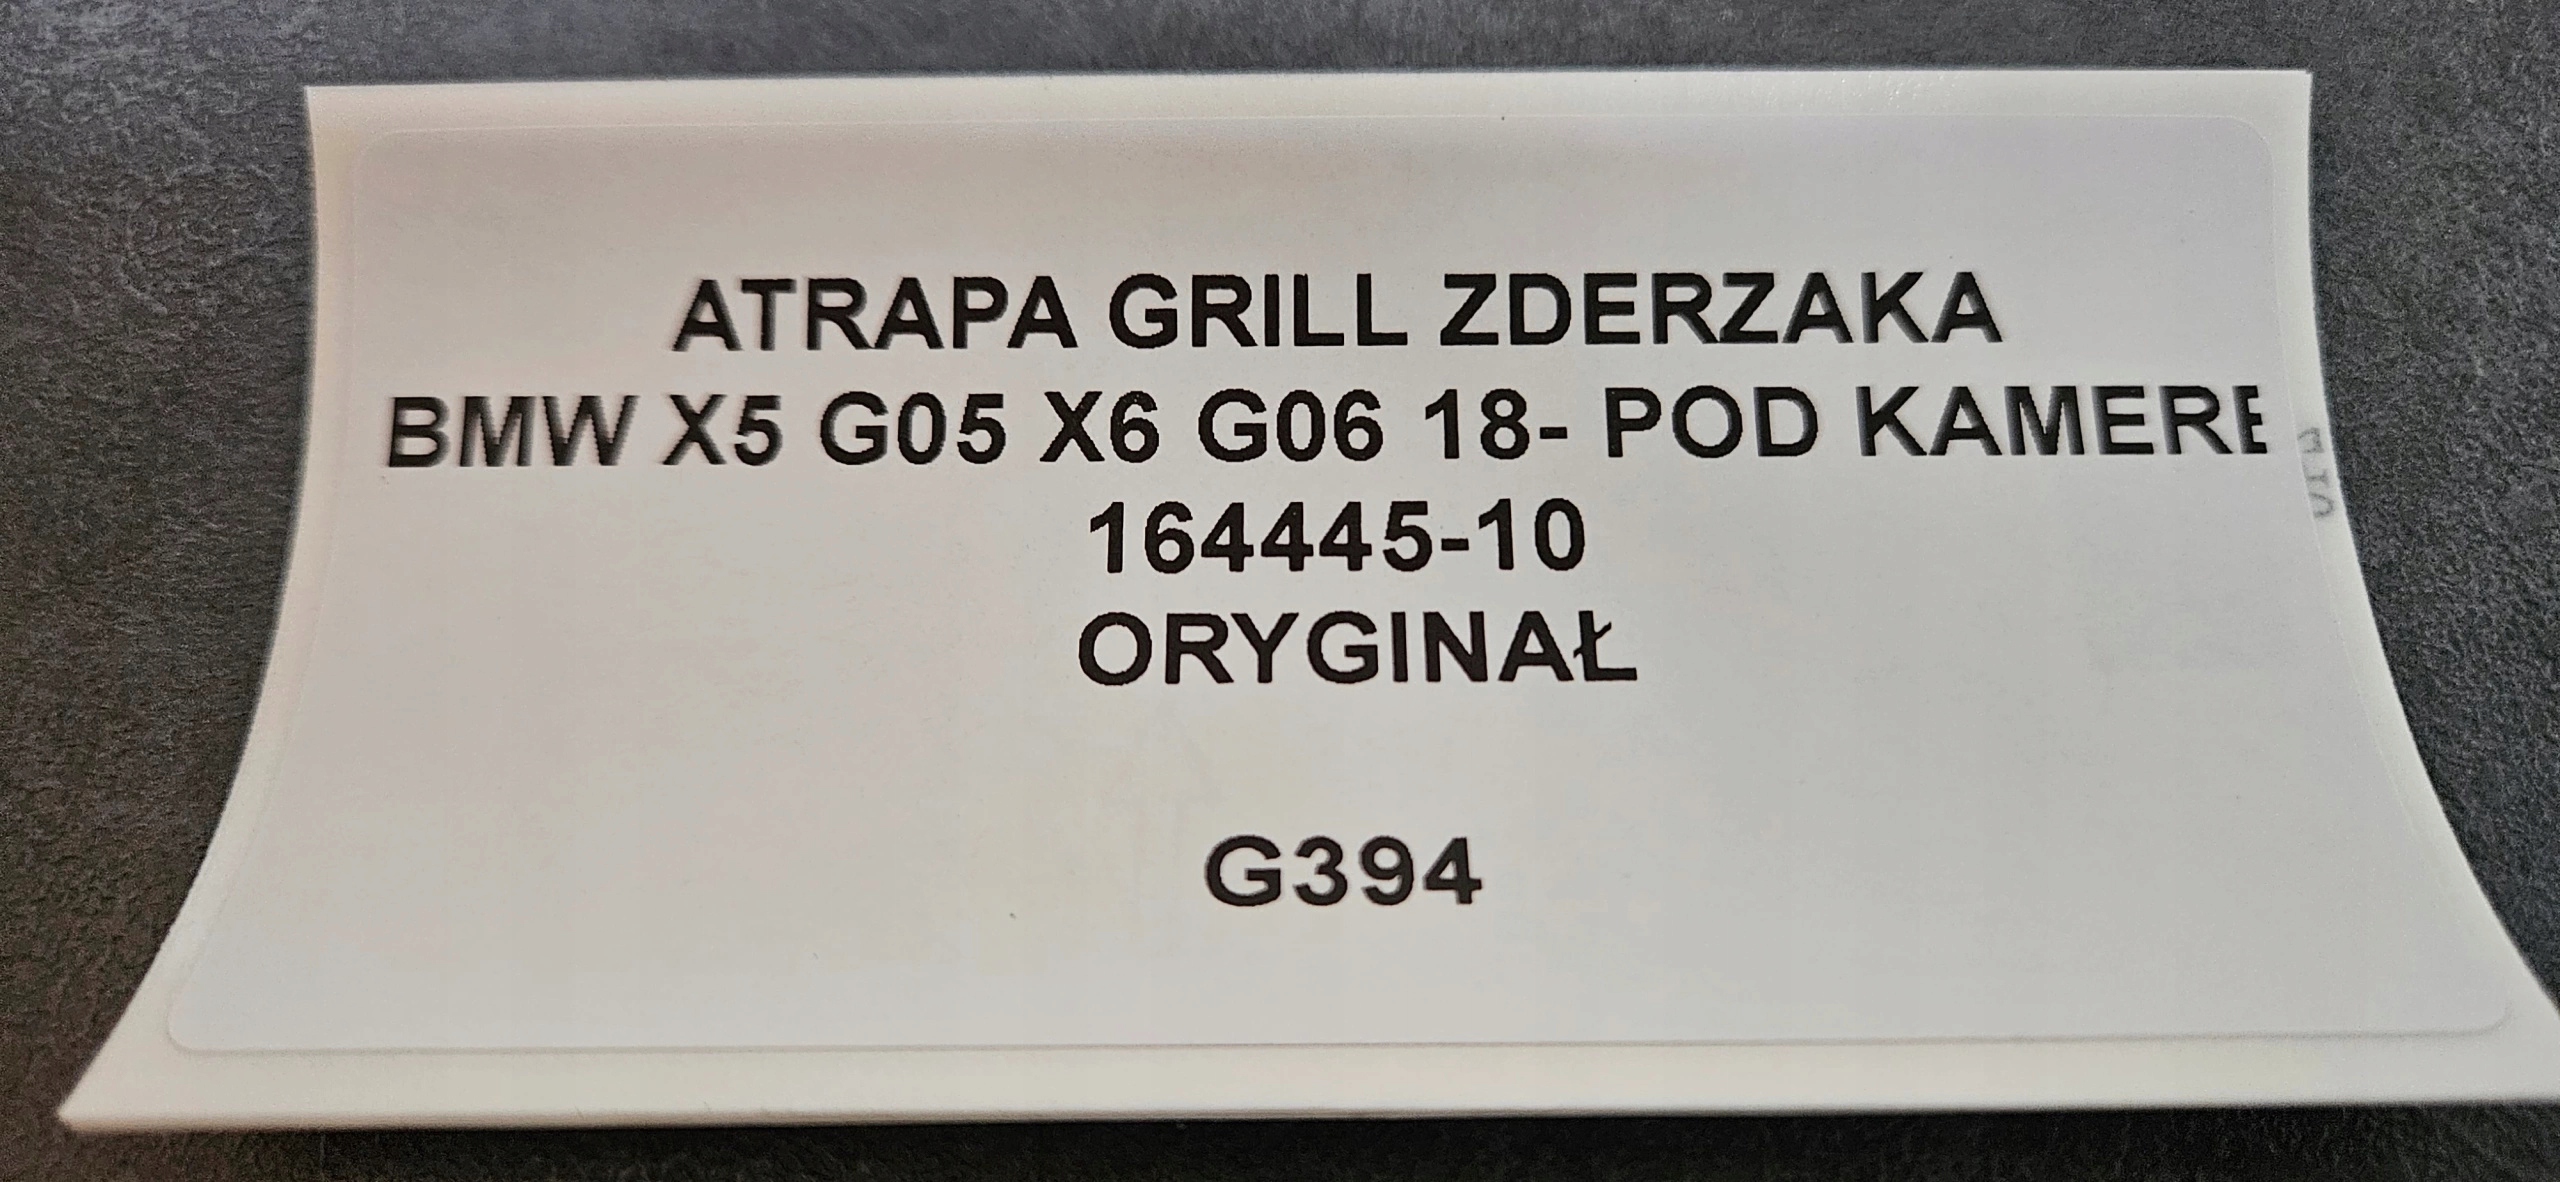 ATRAPA GRILL ZDERZAKA
BMW X5 G05 X6 G06 18- POD KAMERE
164445-10
ORYGINAŁ
G394